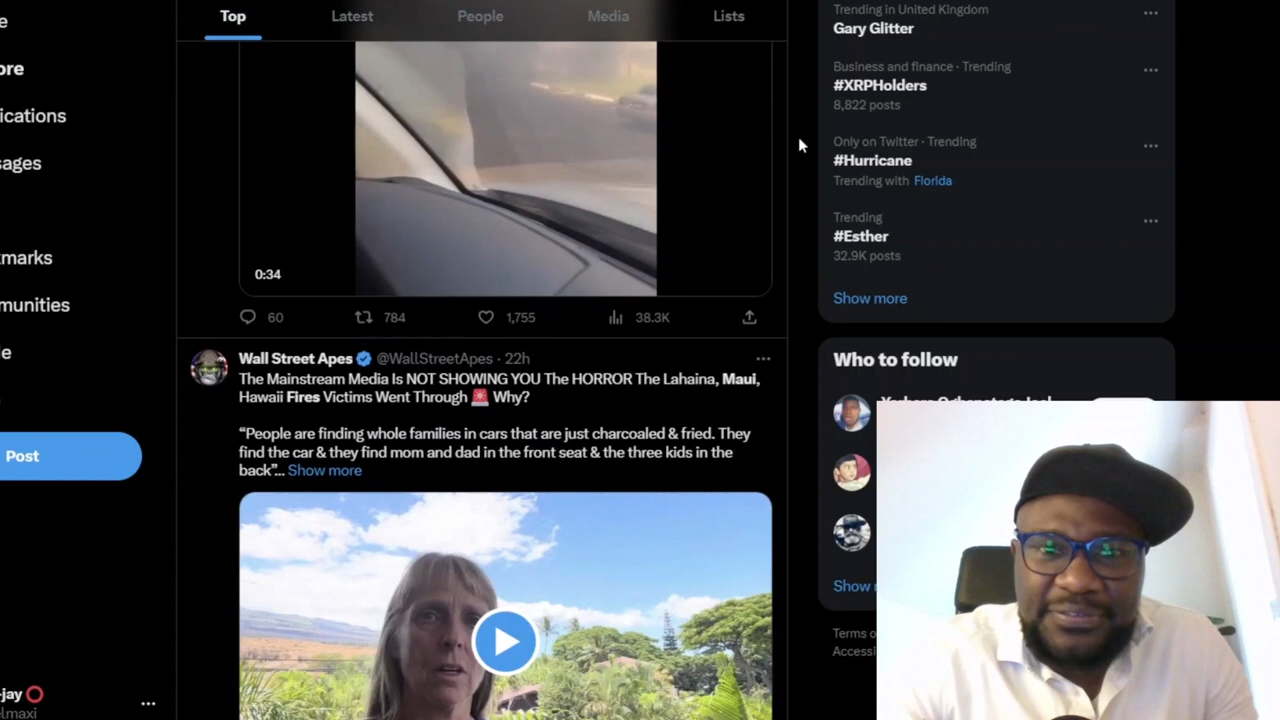 e
ore
ications
sages
kmarks
munities
e
Post
-jay
elmaxi
Top Latest People Media Lists
0:34
60 784 1,755 38.3K
Wall Street Apes @WallStreetApes · 22h
The Mainstream Media Is NOT SHOWING YOU The HORROR The Lahaina, Maui,
Hawaii Fires Victims Went Through 🚨 Why?
“People are finding whole families in cars that are just charcoaled & fried. They
find the car & they find mom and dad in the front seat & the three kids in the
back”... Show more
Trending in United Kingdom
Gary Glitter
Business and finance · Trending
#XRPHolders
8,822 posts
Only on Twitter · Trending
#Hurricane
Trending with Florida
Trending
#Esther
32.9K posts
Show more
Who to follow
Show
Terms o
Accessi